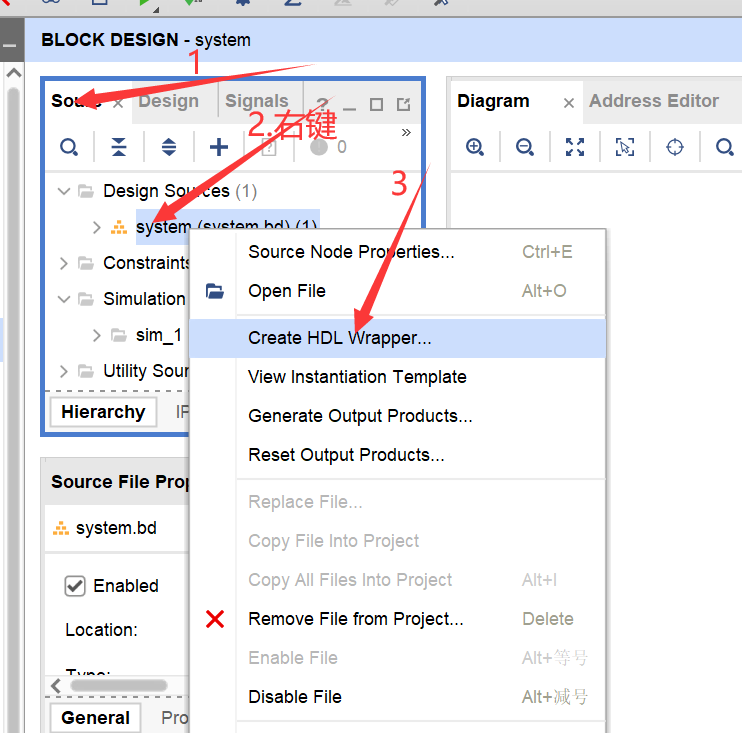 BLOCK DESIGN - system
1
Design
Signals
?
Diagram
Address Editor
2.右键
0
3
Design Sources (1)
system (system.bd) (1)
Constraints
Simulation
sim_1
Utility Sour
Hierarchy
IP
Source Node Properties...
Ctrl+E
Open File
Alt+O
Create HDL Wrapper...
View Instantiation Template
Generate Output Products...
Reset Output Products...
Replace File...
Copy File Into Project
Copy All Files Into Project
Alt+I
Remove File from Project...
Delete
Enable File
Alt+等号
Disable File
Alt+减号
Source File Prop
system.bd
Enabled
Location:
Type:
General
Pro